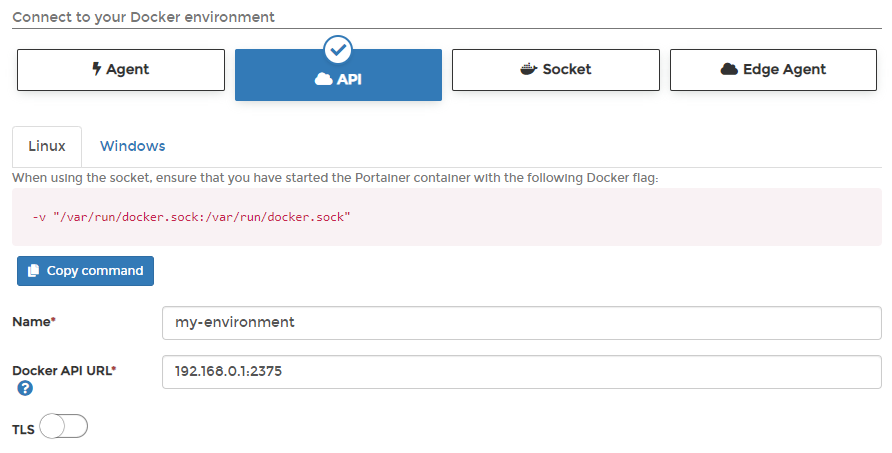 Connect to your Docker environment
Agent
API
Socket
Edge Agent
Linux
Windows
When using the socket, ensure that you have started the Portainer container with the following Docker flag:
-v "/var/run/docker.sock:/var/run/docker.sock"
Copy command
Name*
my-environment
Docker API URL*
192.168.0.1:2375
?
TLS